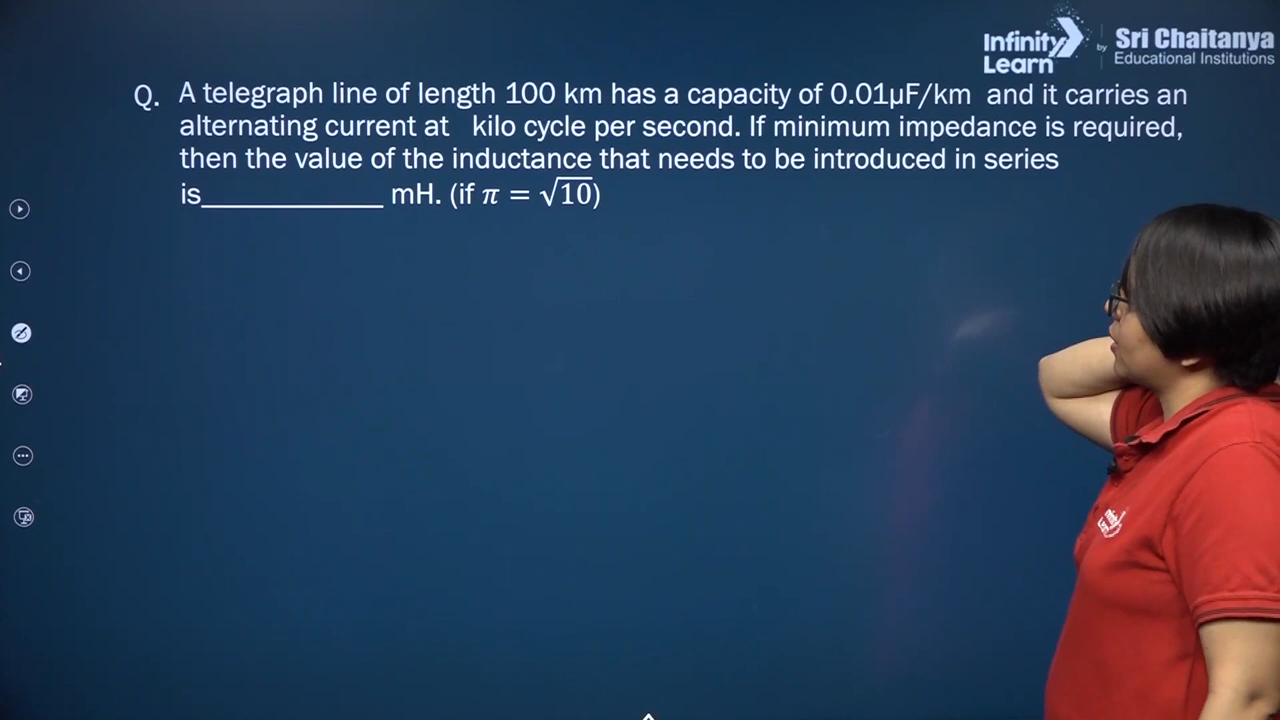 Infinity Learn by Sri Chaitanya Educational Institutions
Q. A telegraph line of length 100 km has a capacity of 0.01µF/km and it carries an
alternating current at kilo cycle per second. If minimum impedance is required,
then the value of the inductance that needs to be introduced in series
is____________ mH. (if π = √10)